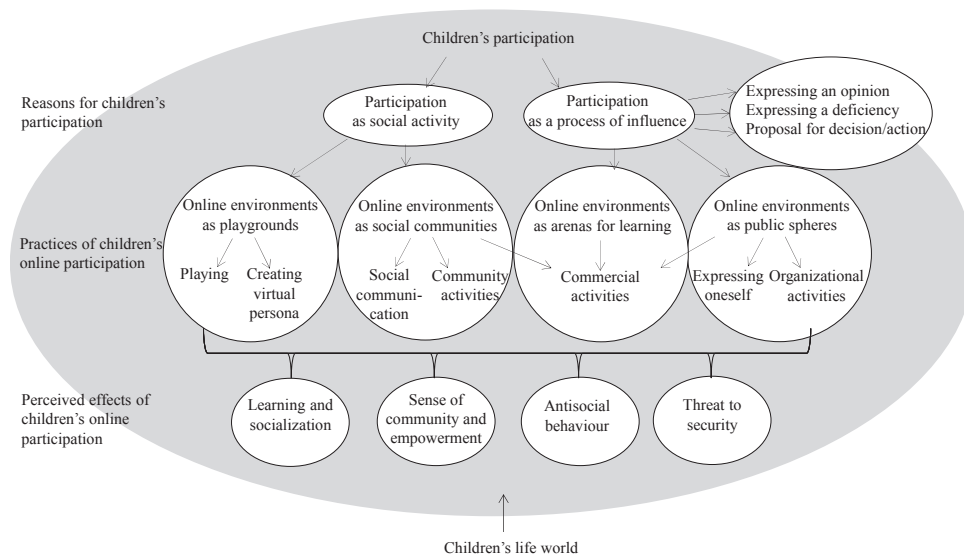 Children’s participation
Reasons for children’s
participation
Participation
as social activity
Participation
as a process of influence
Expressing an opinion
Expressing a deficiency
Proposal for decision/action
Practices of children’s
online participation
Online environments
as playgrounds
Playing
Creating
virtual
persona
Online environments
as social communities
Social
communi-
cation
Community
activities
Online environments
as arenas for learning
Commercial
activities
Online environments
as public spheres
Expressing
oneself
Organizational
activities
Perceived effects of
children’s online
participation
Learning and
socialization
Sense of
community and
empowerment
Antisocial
behaviour
Threat to
security
Children’s life world